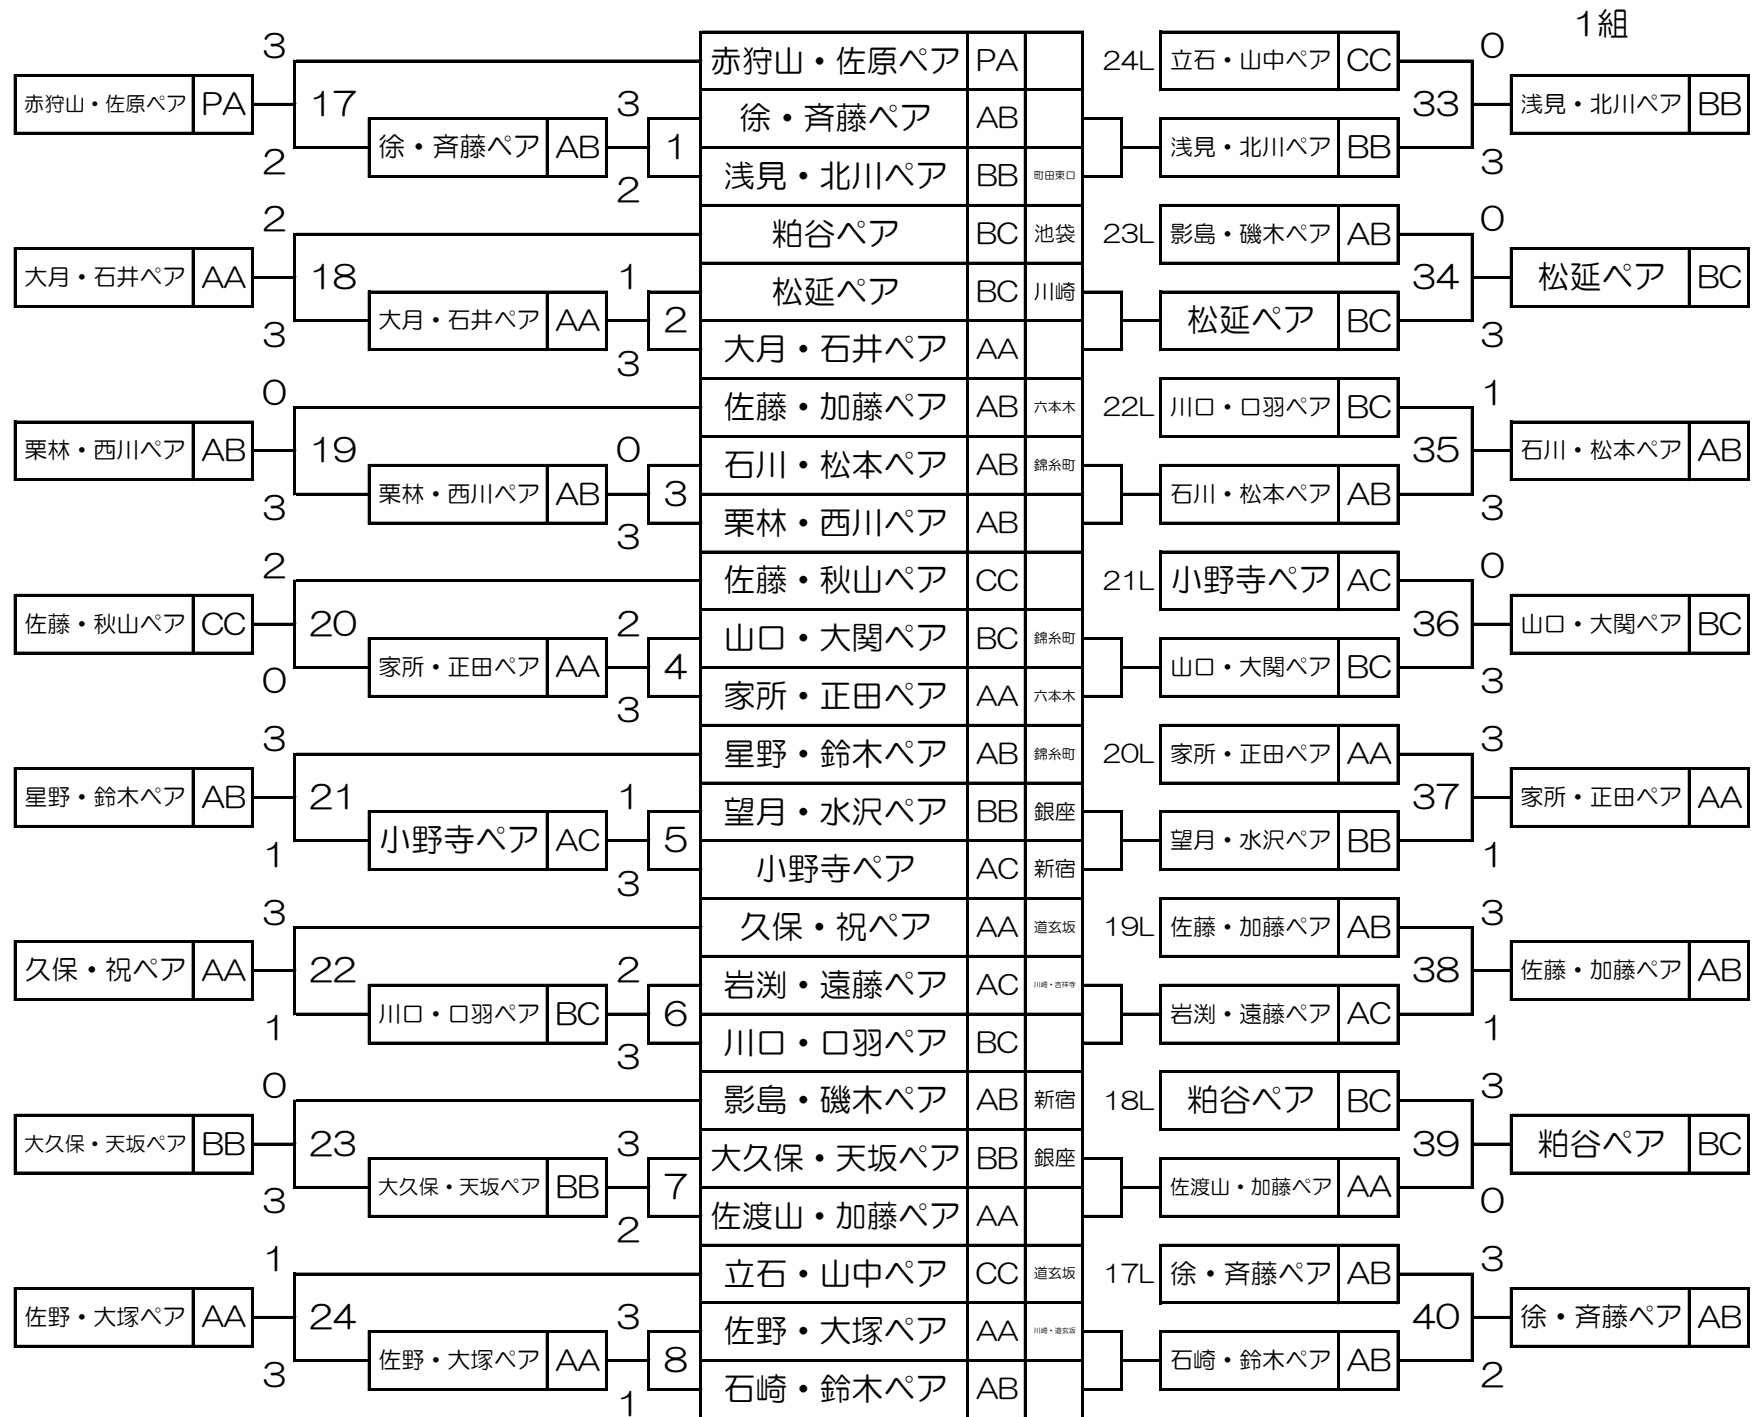 1組
3
赤狩山・佐原ペア PA
24L 立石・山中ペア CC
0
赤狩山・佐原ペア PA
17
3
徐・斉藤ペア AB
33
浅見・北川ペア BB
2
徐・斉藤ペア AB
1
2
浅見・北川ペア BB 町田東口
浅見・北川ペア BB
3
2
粕谷ペア BC 池袋
23L 影島・磯木ペア AB
0
大月・石井ペア AA
18
1
松延ペア BC 川崎
34
松延ペア BC
3
大月・石井ペア AA
2
3
大月・石井ペア AA
松延ペア BC
3
0
佐藤・加藤ペア AB 六本木
22L 川口・口羽ペア BC
1
栗林・西川ペア AB
19
0
石川・松本ペア AB 錦糸町
35
石川・松本ペア AB
3
栗林・西川ペア AB
3
3
栗林・西川ペア AB
石川・松本ペア AB
3
2
佐藤・秋山ペア CC
21L 小野寺ペア AC
0
佐藤・秋山ペア CC
20
2
山口・大関ペア BC 錦糸町
36
山口・大関ペア BC
0
家所・正田ペア AA
4
3
家所・正田ペア AA 六本木
山口・大関ペア BC
3
3
星野・鈴木ペア AB 錦糸町
20L 家所・正田ペア AA
3
星野・鈴木ペア AB
21
1
望月・水沢ペア BB 銀座
37
家所・正田ペア AA
1
小野寺ペア AC
5
3
小野寺ペア AC 新宿
望月・水沢ペア BB
1
3
久保・祝ペア AA 道玄坂
19L 佐藤・加藤ペア AB
3
久保・祝ペア AA
22
2
岩渕・遠藤ペア AC 川崎・吉祥寺
38
佐藤・加藤ペア AB
1
川口・口羽ペア BC
6
3
川口・口羽ペア BC
岩渕・遠藤ペア AC
1
0
影島・磯木ペア AB 新宿
18L 粕谷ペア BC
3
大久保・天坂ペア BB
23
3
大久保・天坂ペア BB 銀座
39
粕谷ペア BC
3
大久保・天坂ペア BB
7
2
佐渡山・加藤ペア AA
佐渡山・加藤ペア AA
0
1
立石・山中ペア CC 道玄坂
17L 徐・斉藤ペア AB
3
佐野・大塚ペア AA
24
3
佐野・大塚ペア AA 川崎・道玄坂
40
徐・斉藤ペア AB
3
佐野・大塚ペア AA
8
1
石崎・鈴木ペア AB
石崎・鈴木ペア AB
2